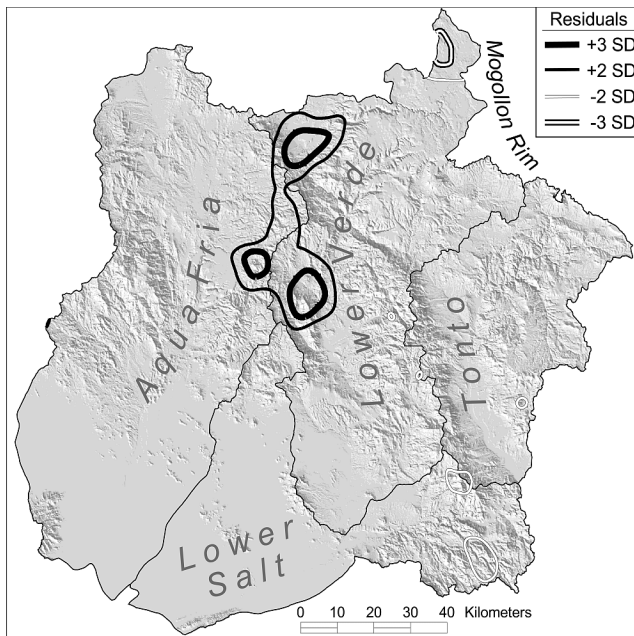 Residuals
+3 SD
+2 SD
-2 SD
-3 SD
Mogollon Rim
Aqua Fria
Lower Verde
Tonto
Lower
Salt
0 10 20 30 40 Kilometers